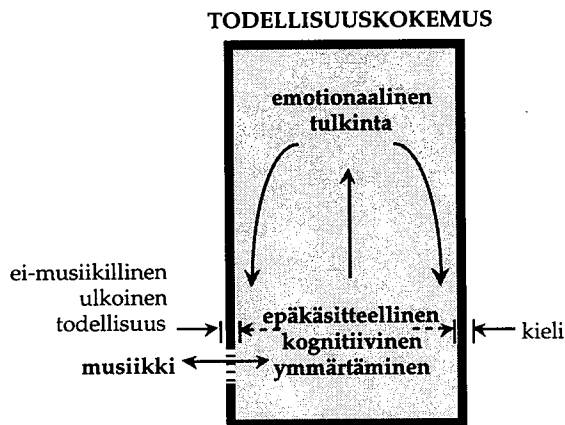 TODELLISUUSKOKEMUS
emotionaalinen
tulkinta
ei-musiikillinen
ulkoinen
todellisuus
epäkäsitteellinen
kognitiivinen
ymmärtäminen
kieli
musiikki